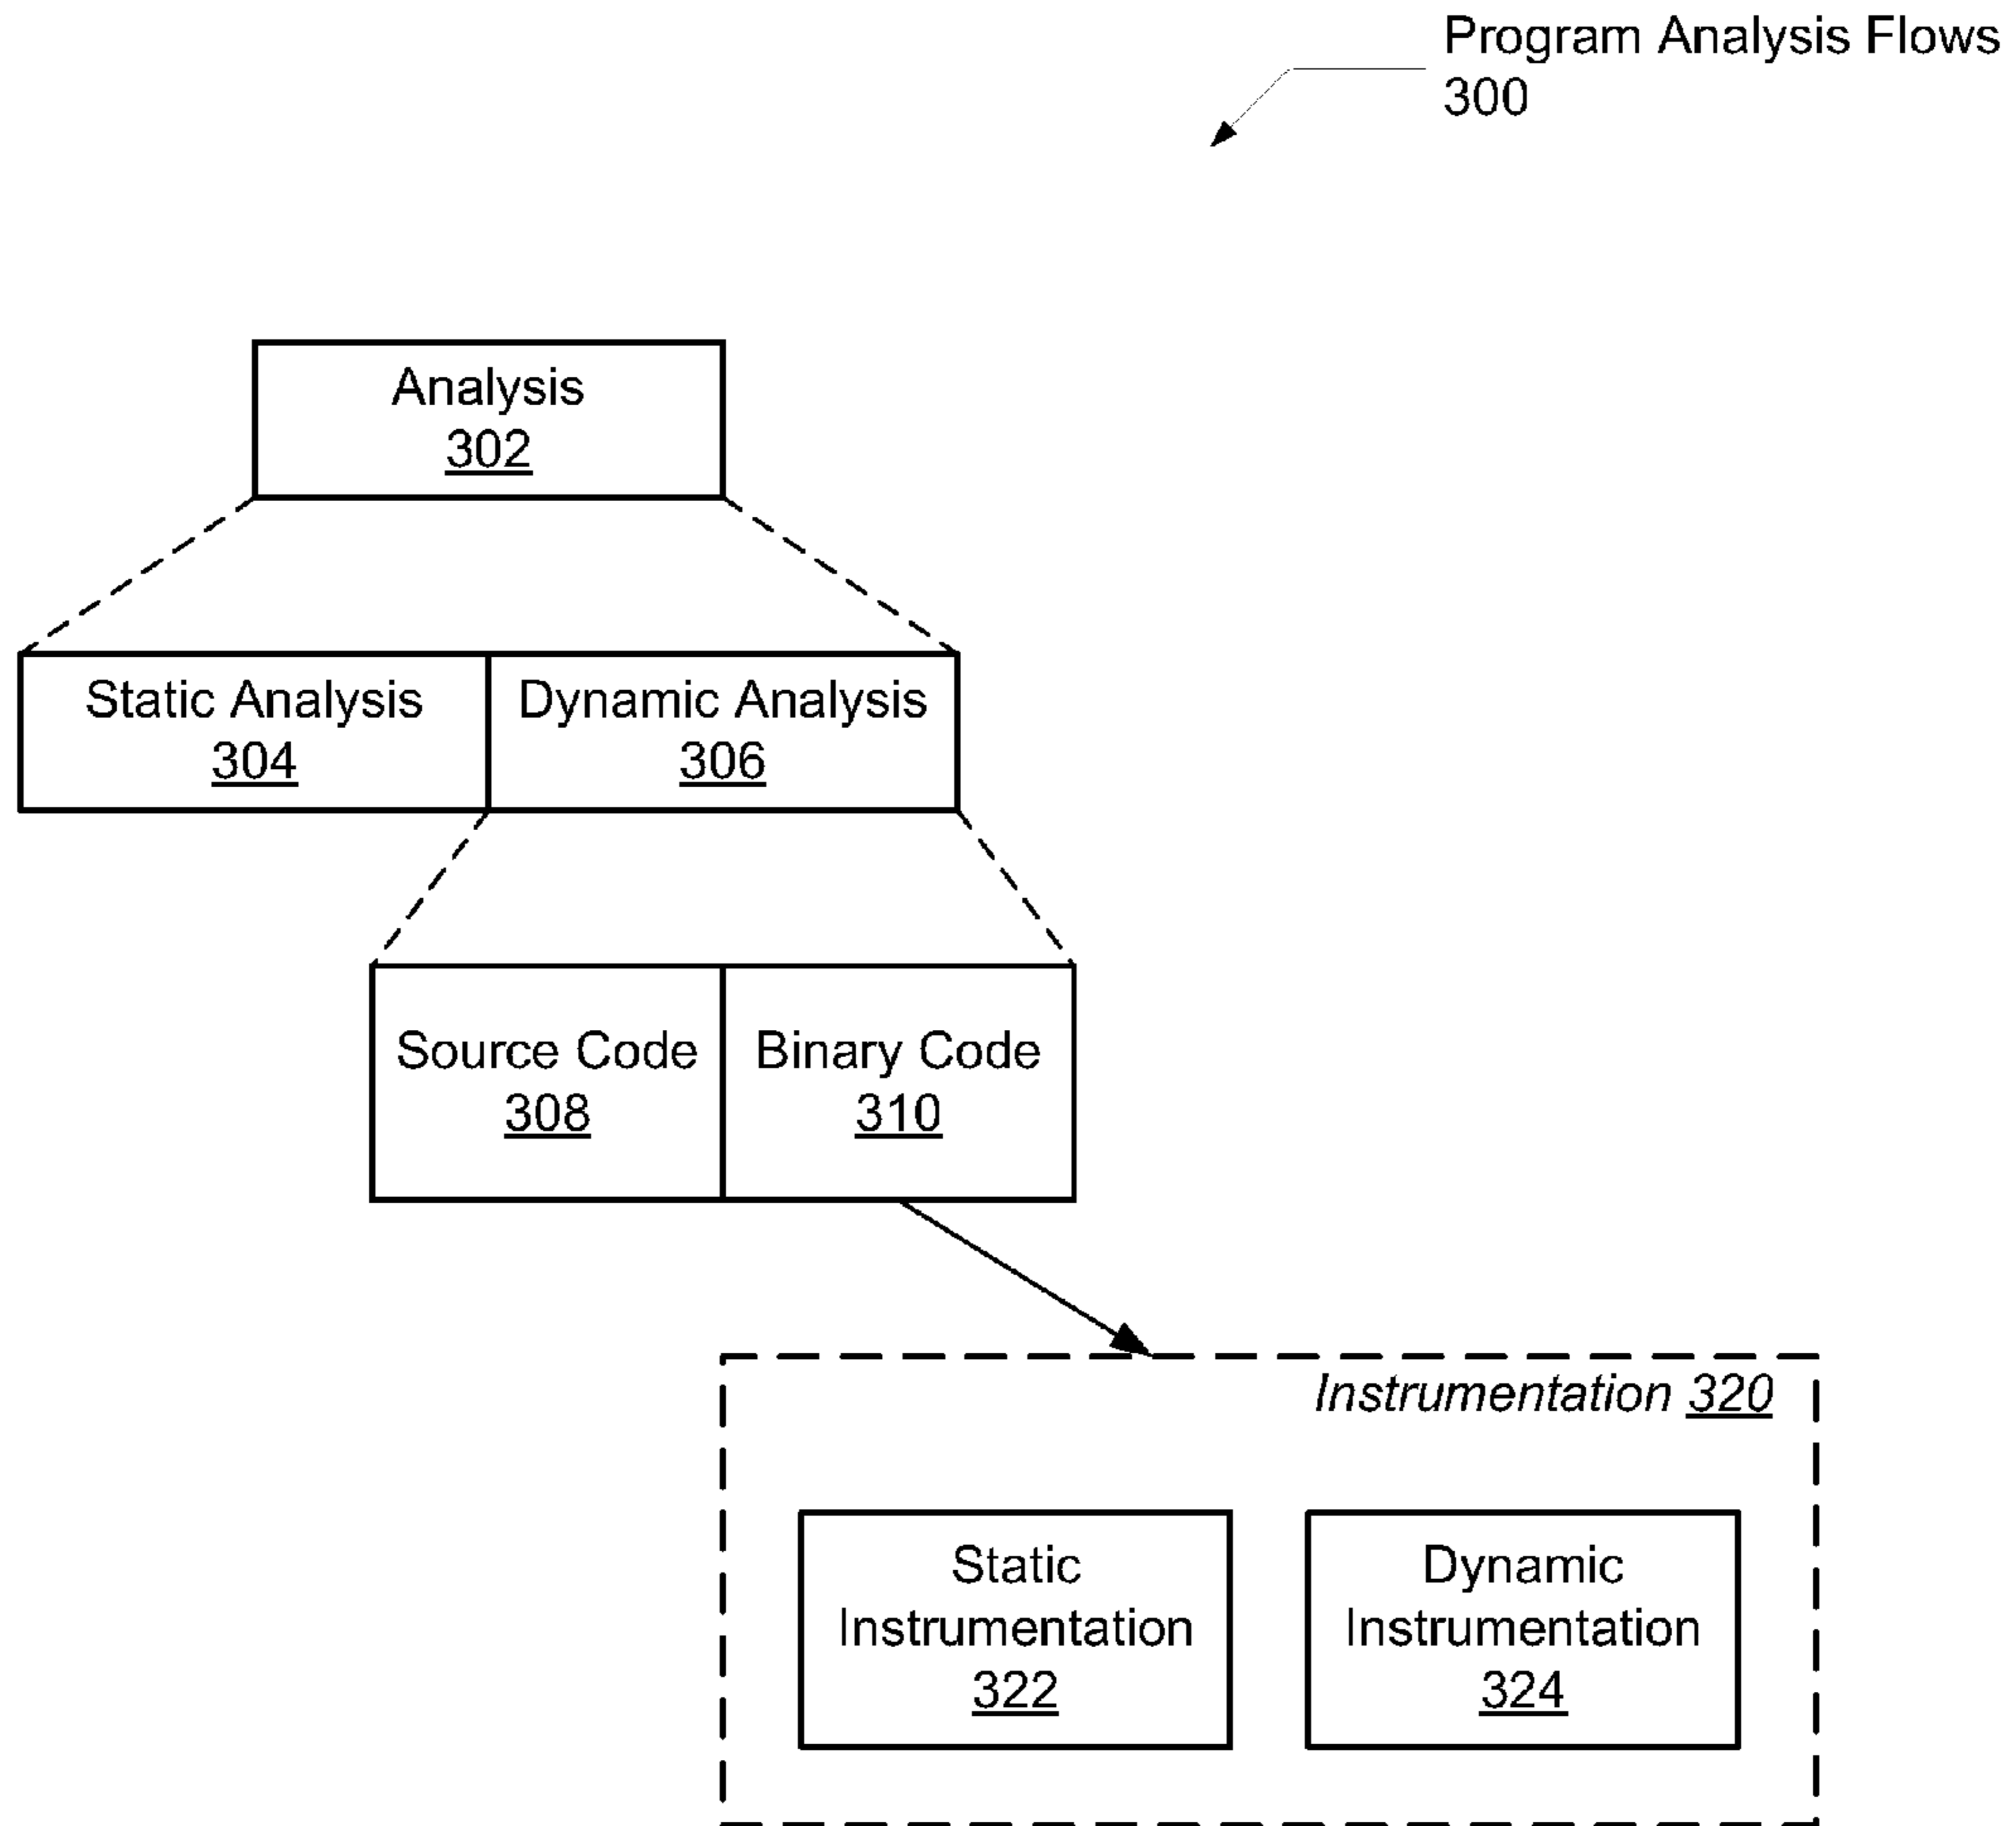 Program Analysis Flows
300
Analysis
302
Static Analysis
304
Dynamic Analysis
306
Source Code
308
Binary Code
310
Instrumentation 320
Static
Instrumentation
322
Dynamic
Instrumentation
324